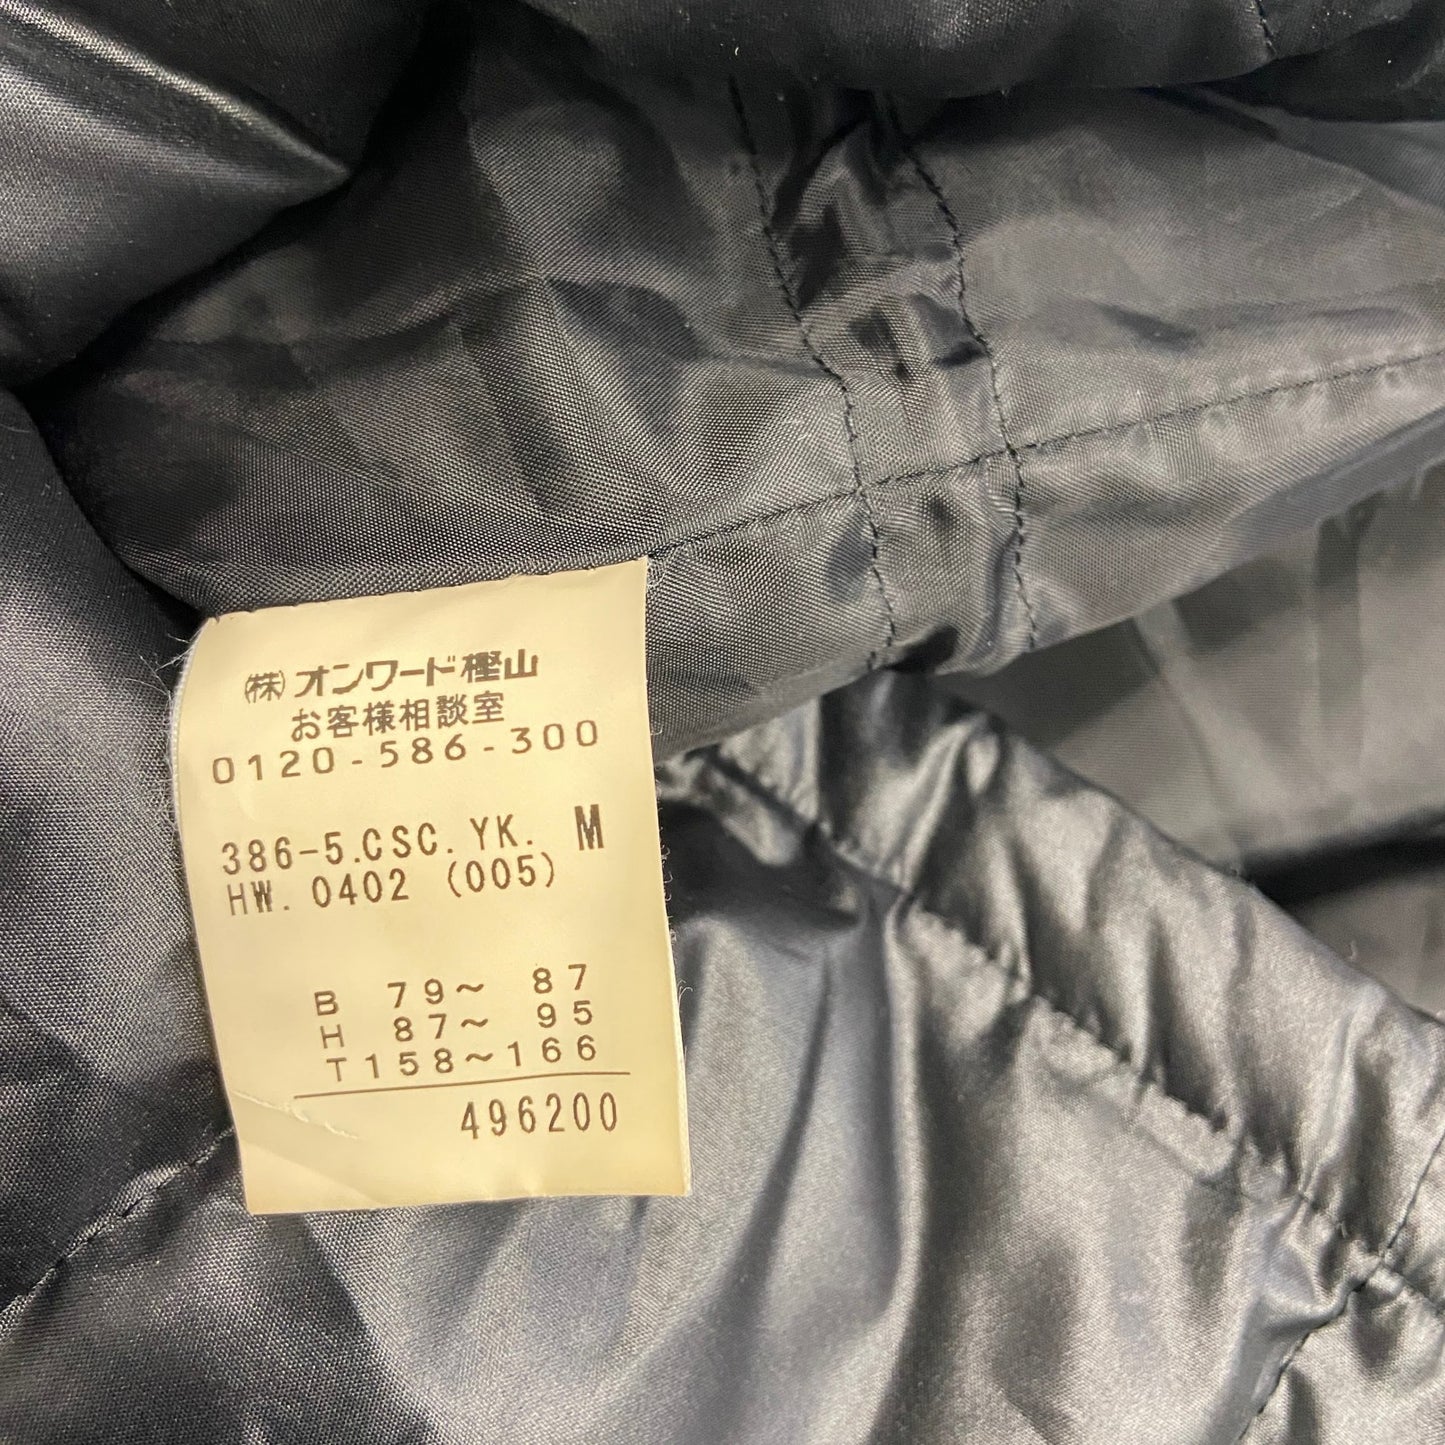 ㈱オンワード樫山
お客様相談室
0120-586-300
386-5.CSC.YK. M
HW. 0402 (005)
B 79～ 87
H 87～ 95
T158～166
496200